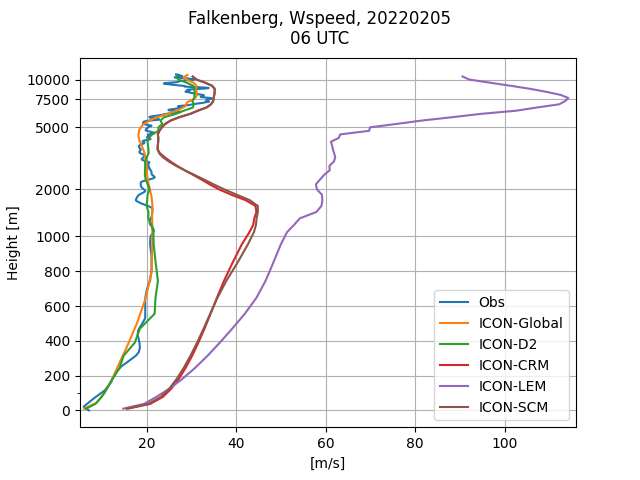 Falkenberg, Wspeed, 20220205
06 UTC
10000
7500
5000
2000
1000
800
600
400
200
0
Height [m]
20
40
60
80
100
[m/s]
Obs
ICON-Global
ICON-D2
ICON-CRM
ICON-LEM
ICON-SCM